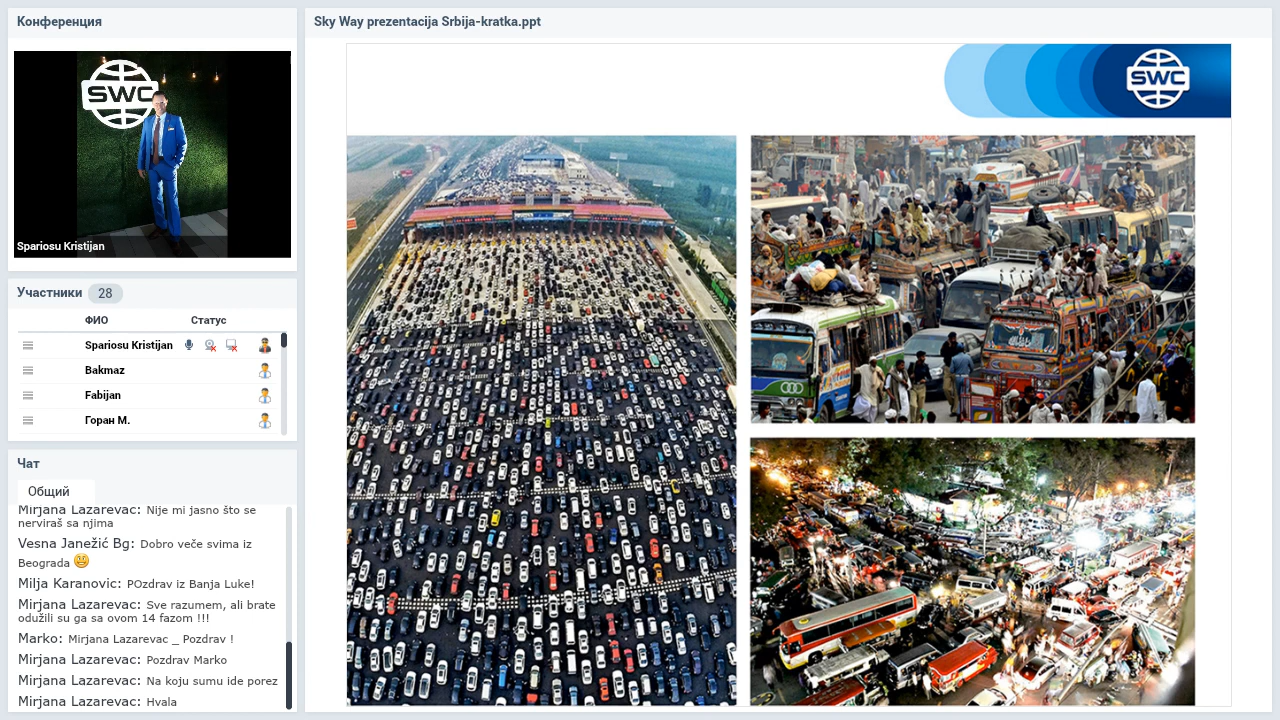 Конференция
SWC
Spariosu Kristijan
Участники 28
ФИО Статус
Spariosu Kristijan
Bakmaz
Fabijan
Горан М.
Чат
Общий
Mirjana Lazarevac: Nije mi jasno što se
nerviraš sa njima
Vesna Janežić Bg: Dobro veče svima iz
Beograda
Milja Karanovic: POzdrav iz Banja Luke!
Mirjana Lazarevac: Sve razumem, ali brate
odužili su ga sa ovom 14 fazom !!!
Marko: Mirjana Lazarevac _ Pozdrav !
Mirjana Lazarevac: Pozdrav Marko
Mirjana Lazarevac: Na koju sumu ide porez
Mirjana Lazarevac: Hvala
Sky Way prezentacija Srbija-kratka.ppt
SWC